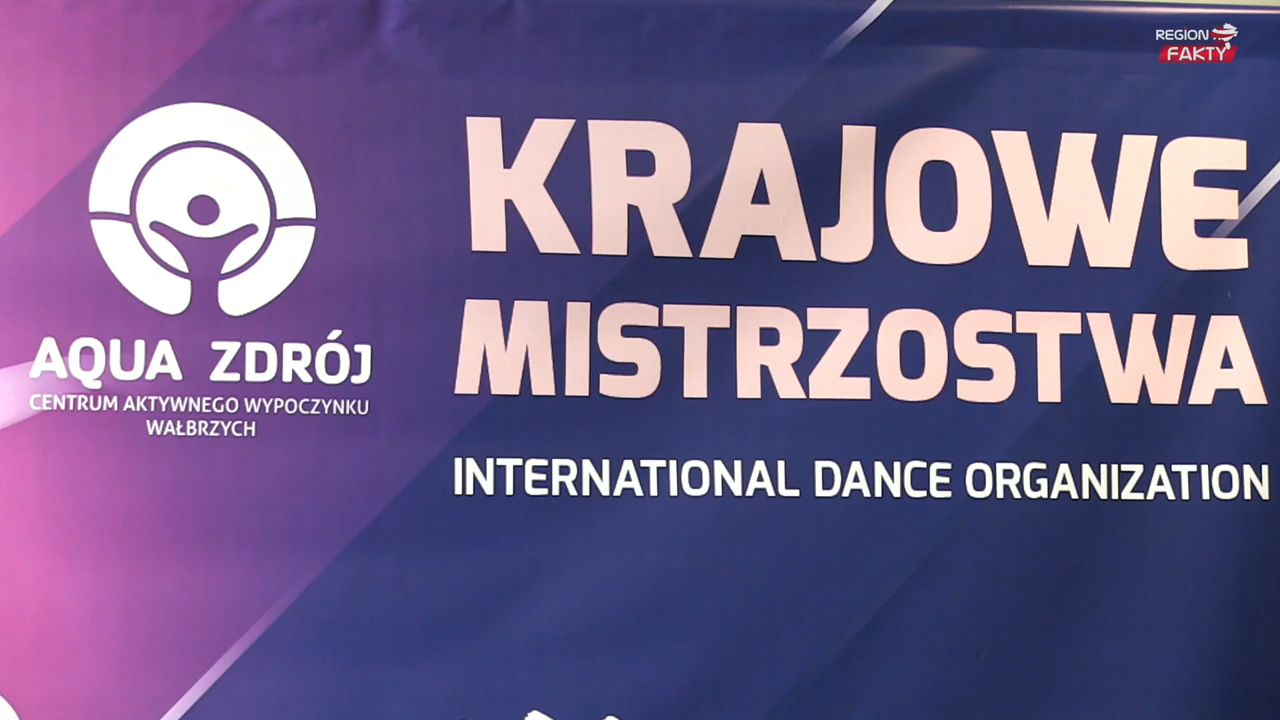 REGION
FAKTY
KRAJOWE
MISTRZOSTWA
INTERNATIONAL DANCE ORGANIZATION
AQUA ZDRÓJ
CENTRUM AKTYWNEGO WYPOCZYNKU
WAŁBRZYCH